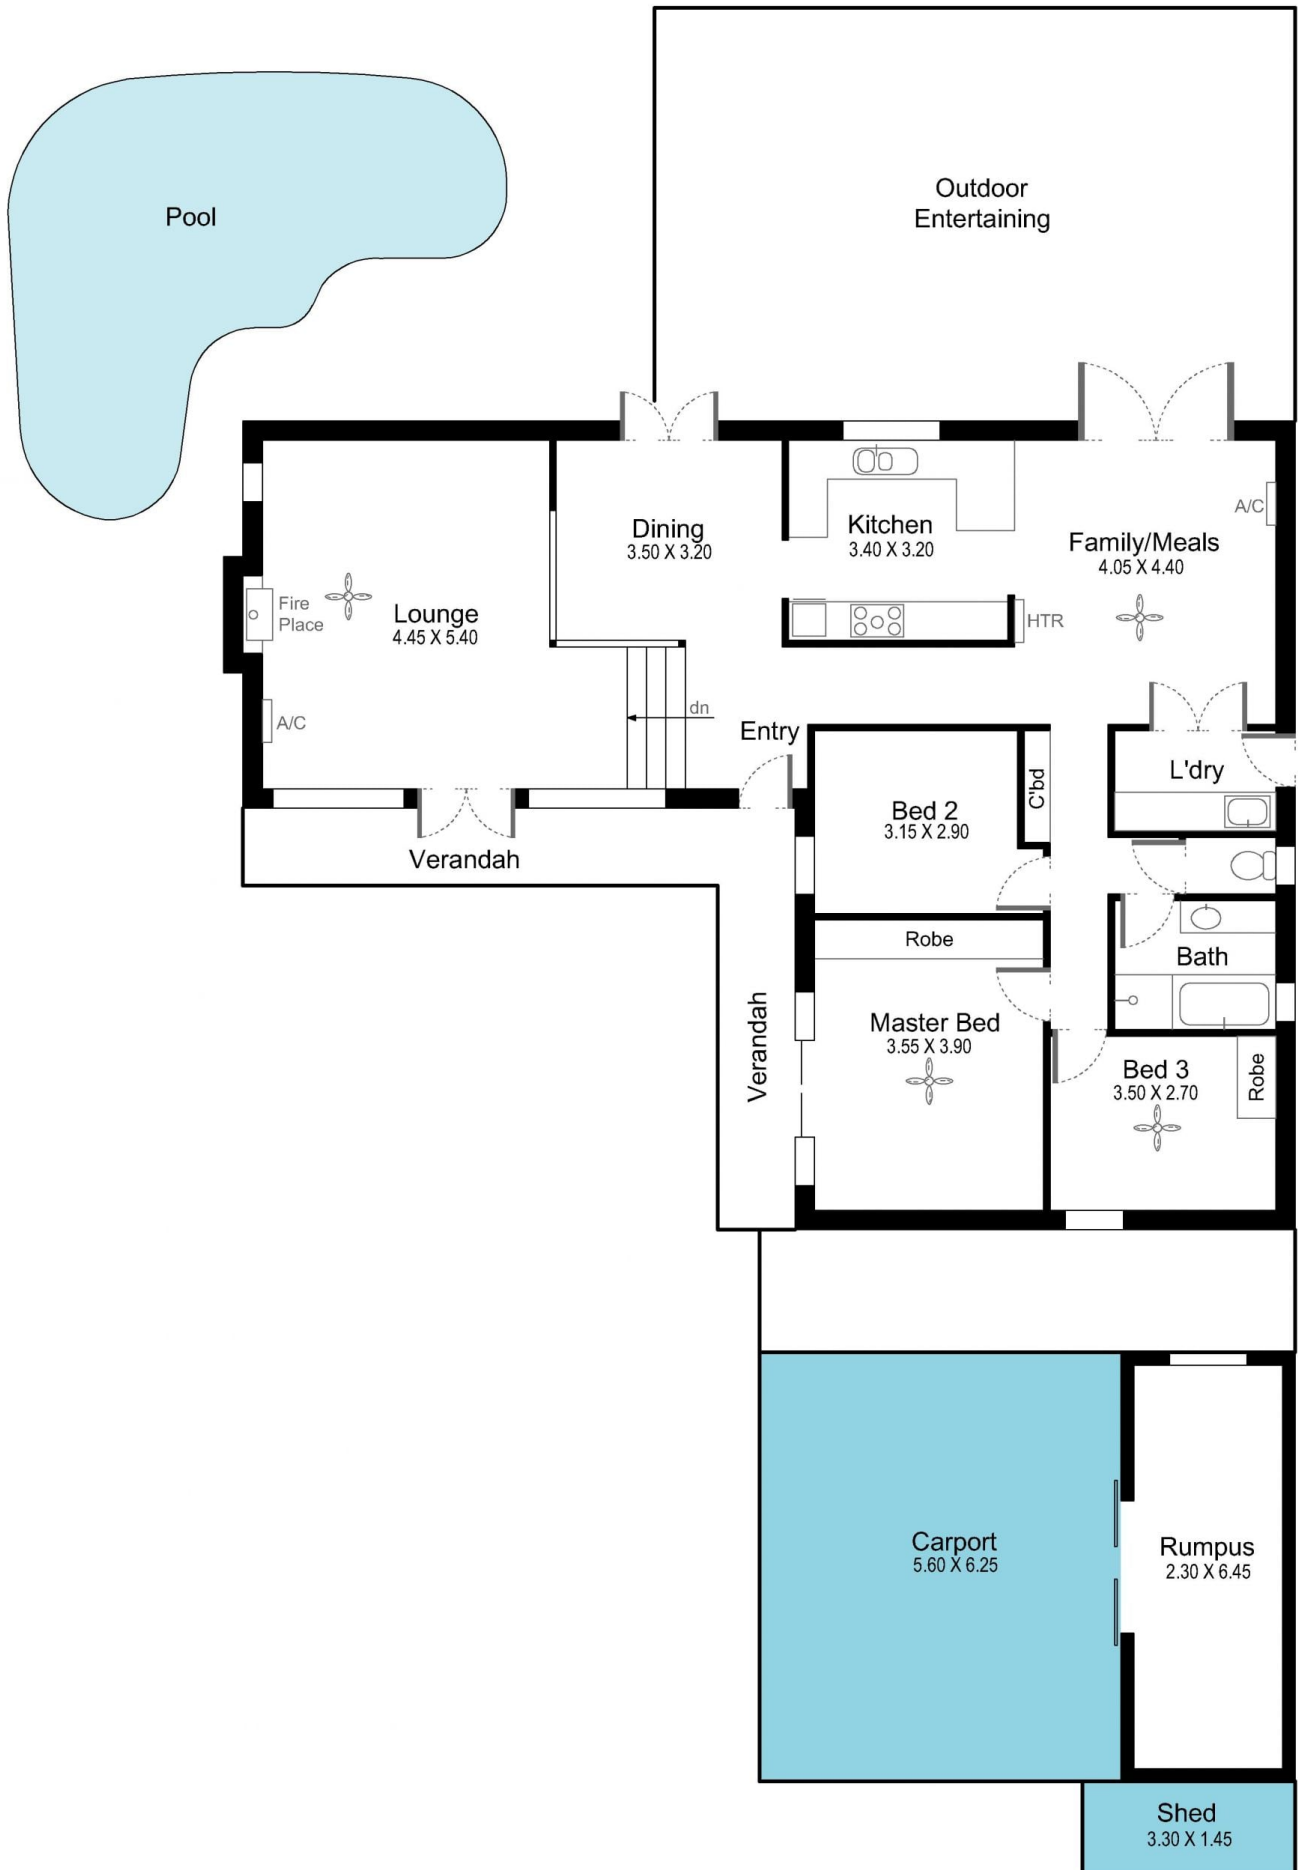 Pool
Outdoor
Entertaining
Dining
3.50 X 3.20
Kitchen
3.40 X 3.20
Family/Meals
4.05 X 4.40
A/C
Fire
Place
Lounge
4.45 X 5.40
HTR
A/C
dn
Entry
C'bd
L'dry
Bed 2
3.15 X 2.90
Verandah
Robe
Bath
Verandah
Master Bed
3.55 X 3.90
Bed 3
3.50 X 2.70
Robe
Carport
5.60 X 6.25
Rumpus
2.30 X 6.45
Shed
3.30 X 1.45